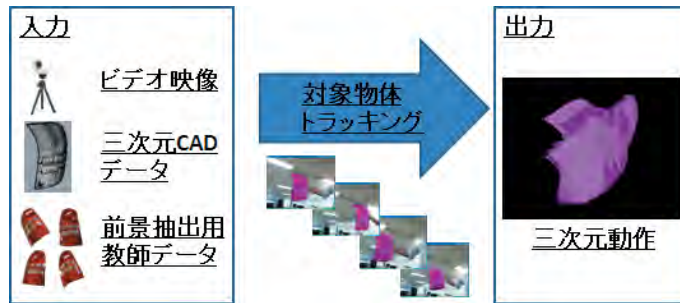 入力
ビデオ映像
三次元CAD
データ
前景抽出用
教師データ
対象物体
トラッキング
出力
三次元動作